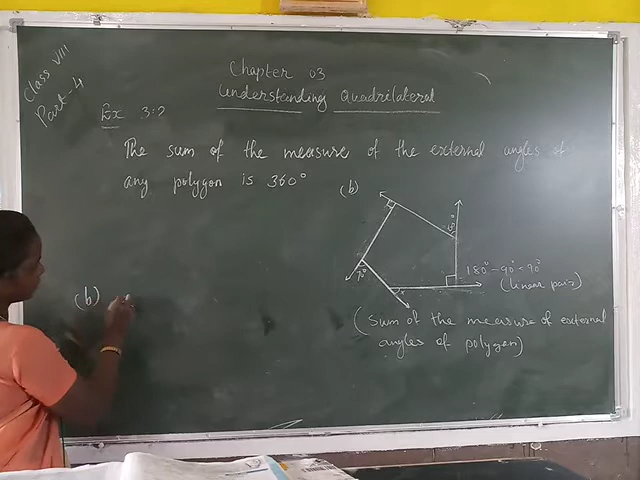 Class VIII
Part-4
Chapter 03
Understanding Quadrilateral
Ex 3.2
The sum of the measure of the external angles of
any polygon is 360°
(b)
60°
70°
x
180° - 90° = 90°
(linear pair)
(Sum of the measure of external
angles of polygon)
(b)